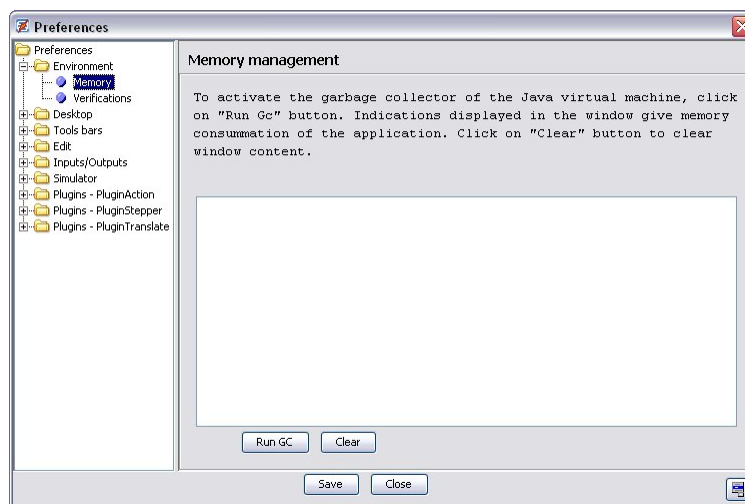 Preferences
Preferences
Environment
Memory
Verifications
Desktop
Tools bars
Edit
Inputs/Outputs
Simulator
Plugins - PluginAction
Plugins - PluginStepper
Plugins - PluginTranslate
Memory management
To activate the garbage collector of the Java virtual machine, click
on "Run Gc" button. Indications displayed in the window give memory
consummation of the application. Click on "Clear" button to clear
window content.
Run GC Clear
Save Close